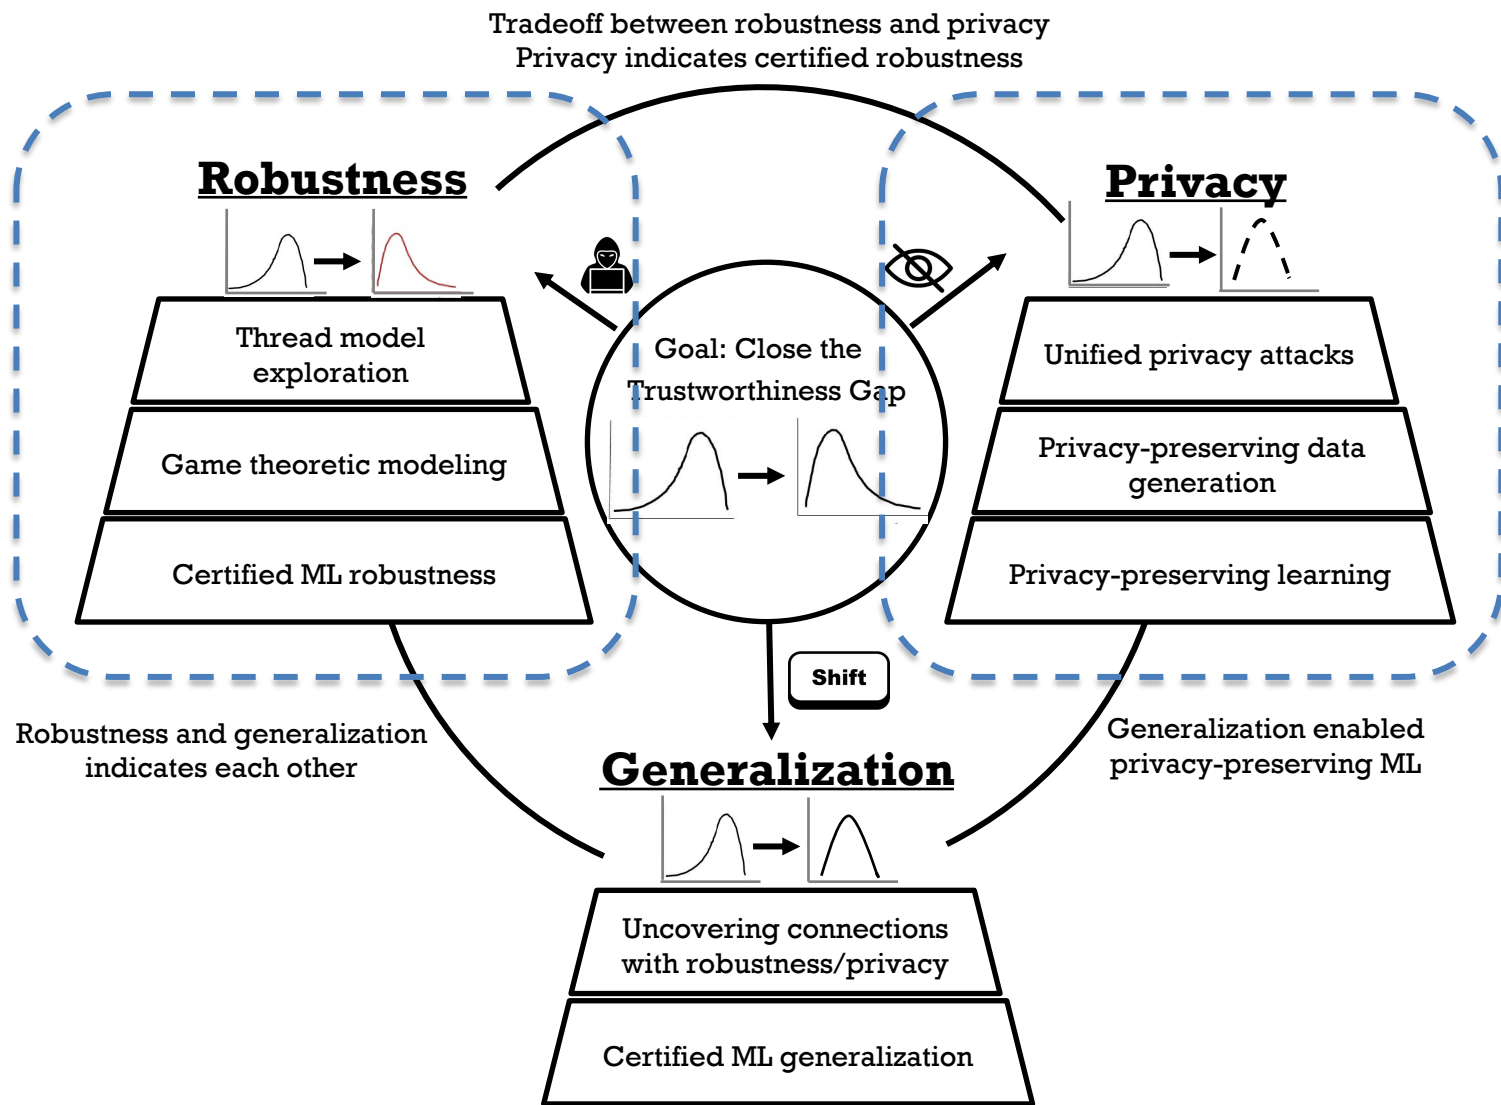 Tradeoff between robustness and privacy
Privacy indicates certified robustness
Robustness
Privacy
Thread model
exploration
Game theoretic modeling
Certified ML robustness
Goal: Close the
Trustworthiness Gap
Unified privacy attacks
Privacy-preserving data
generation
Privacy-preserving learning
Shift
Robustness and generalization
indicates each other
Generalization enabled
privacy-preserving ML
Generalization
Uncovering connections
with robustness/privacy
Certified ML generalization